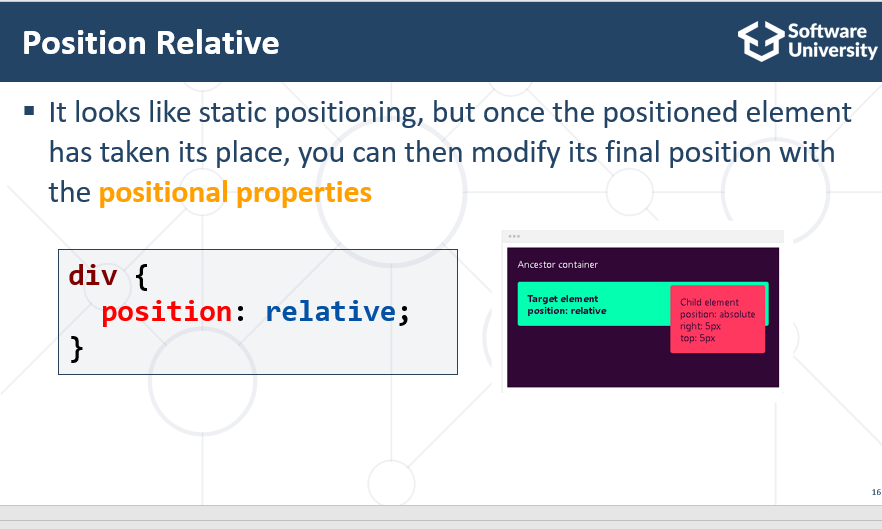 Position Relative
Software
University
▪ It looks like static positioning, but once the positioned element
has taken its place, you can then modify its final position with
the positional properties
div {
  position: relative;
}
Ancestor container
Target element
position: relative
Child element
position: absolute
right: 5px
top: 5px
16